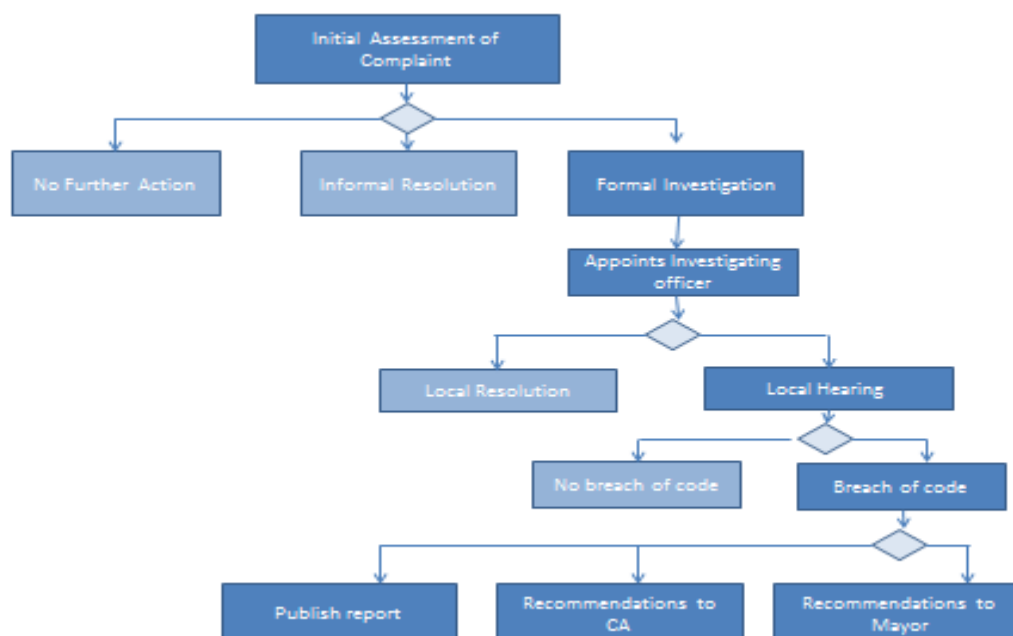 Initial Assessment of
Complaint
No Further Action
Informal Resolution
Formal Investigation
Appoints Investigating
officer
Local Resolution
Local Hearing
No breach of code
Breach of code
Publish report
Recommendations to
CA
Recommendations to
Mayor